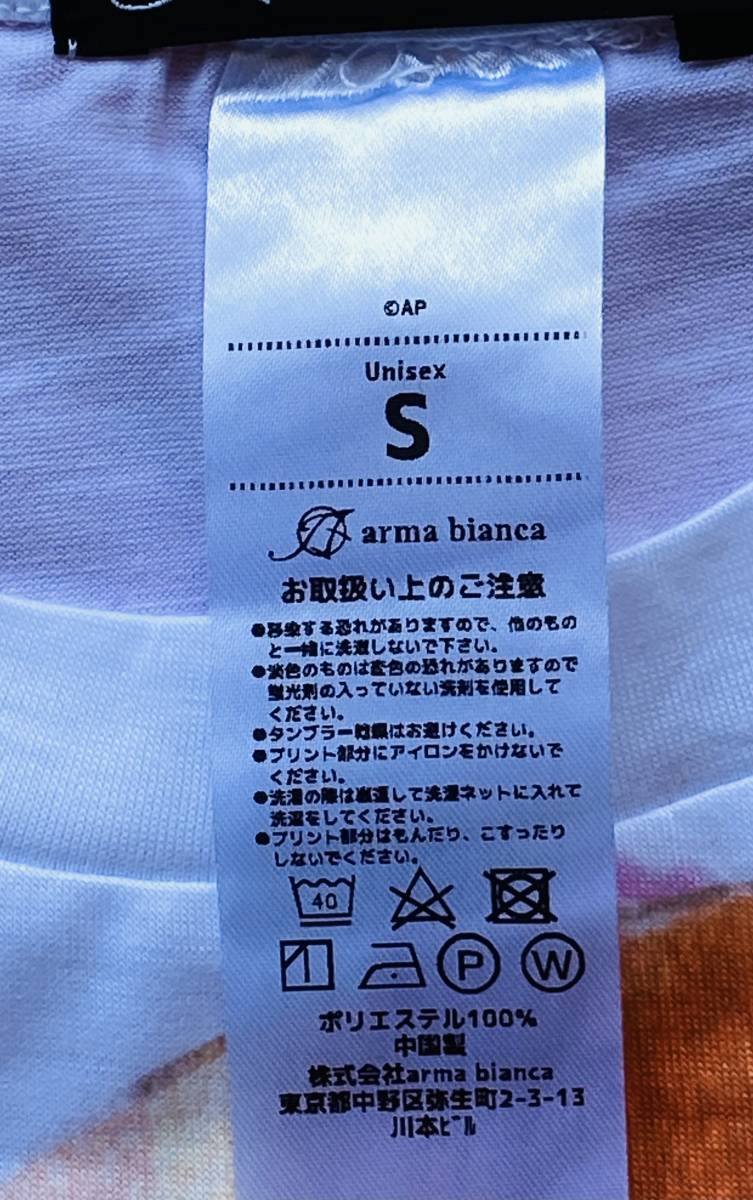 ©AP
Unisex
S
arma bianca
お取扱い上のご注意
●移染する恐れがありますので、他のもの
と一緒に洗濯しないで下さい。
●淡色のものは変色の恐れがありますので
蛍光剤の入っていない洗剤を使用して
ください。
●タンブラー乾燥はお避けください。
●プリント部分にアイロンをかけないで
ください。
●洗濯の際は裏返して洗濯ネットに入れて
洗濯をしてください。
●プリント部分はもんだり、こすったり
しないでください。
40
P W
ポリエステル100%
中国製
株式会社arma bianca
東京都中野区弥生町2-3-13
川本ﾋﾞﾙ